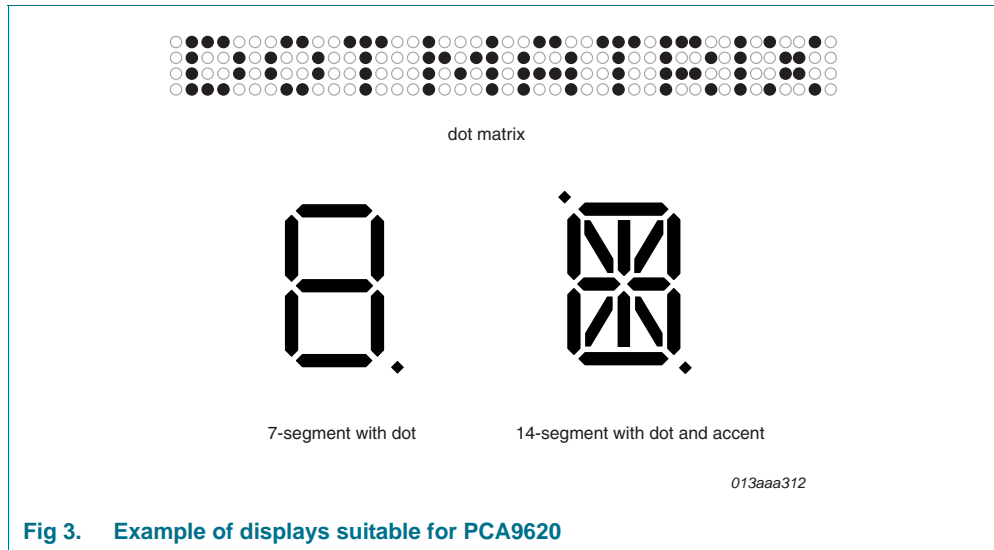 DOTMATRIX
dot matrix
7-segment with dot
14-segment with dot and accent
013aaa312
Fig 3. Example of displays suitable for PCA9620